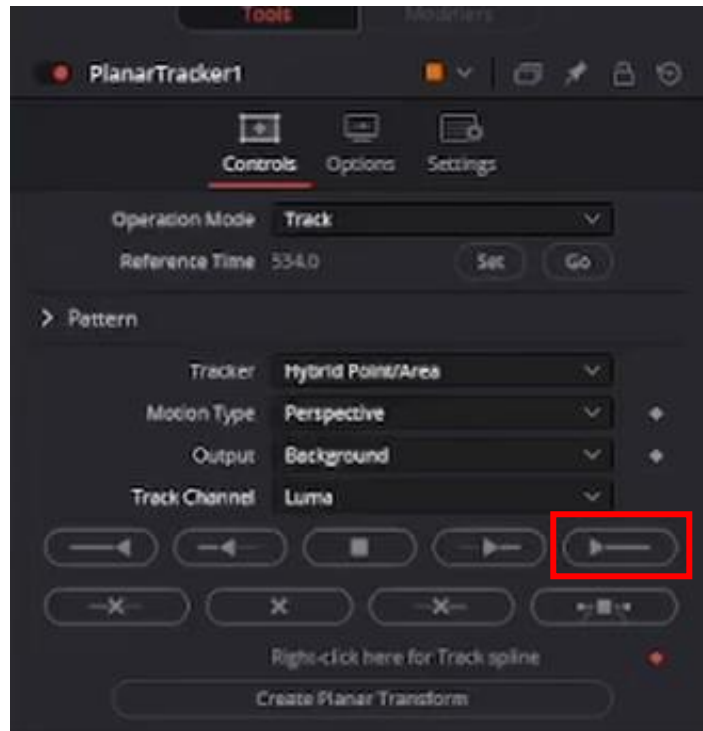 Tools Modifiers
PlanarTracker1
Controls Options Settings
Operation Mode Track
Reference Time 534.0 Set Go
Pattern
Tracker Hybrid Point/Area
Motion Type Perspective
Output Background
Track Channel Luma
Right-click here for Track spline
Create Planar Transform